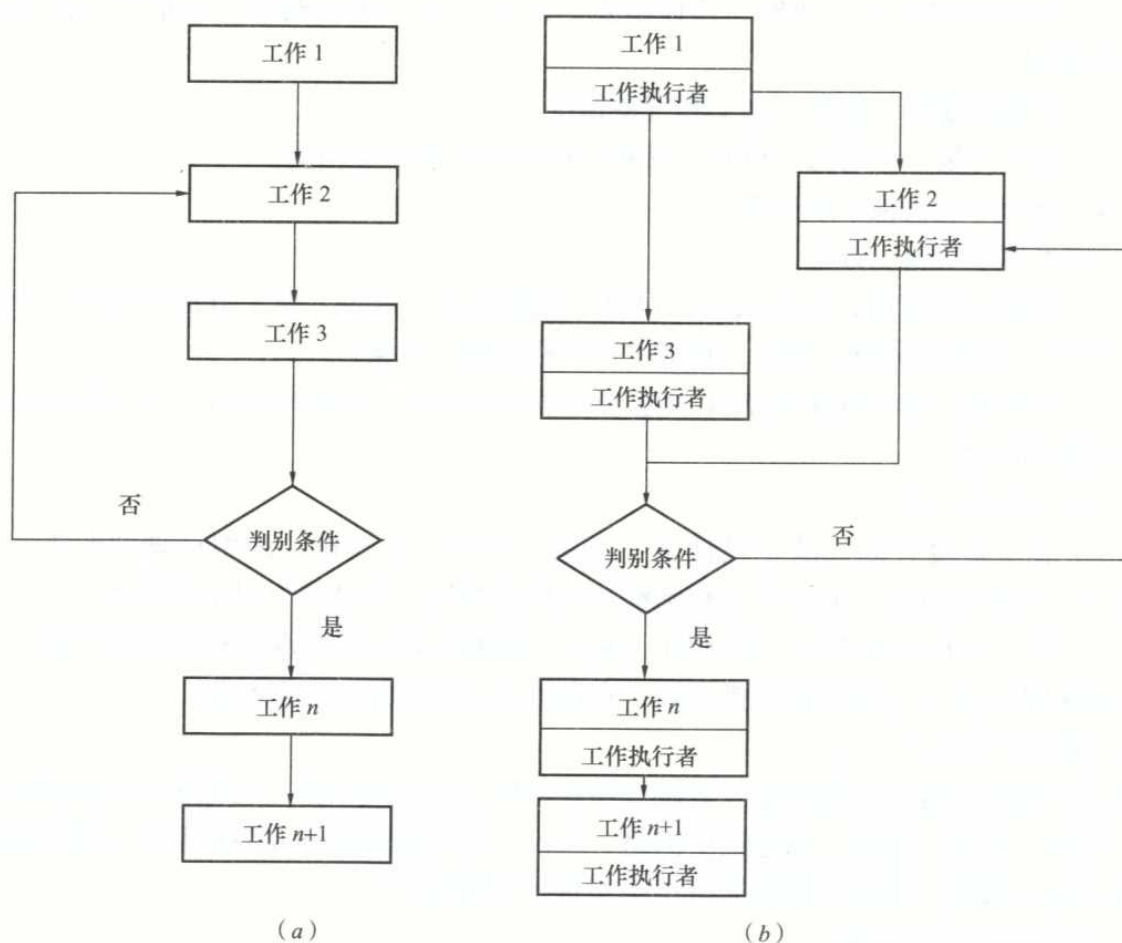 工作 1
工作 2
工作 3
否
判别条件
是
工作 n
工作 n+1
(a)
工作 1
工作执行者
工作 2
工作执行者
工作 3
工作执行者
判别条件
否
是
工作 n
工作执行者
工作 n+1
工作执行者
(b)